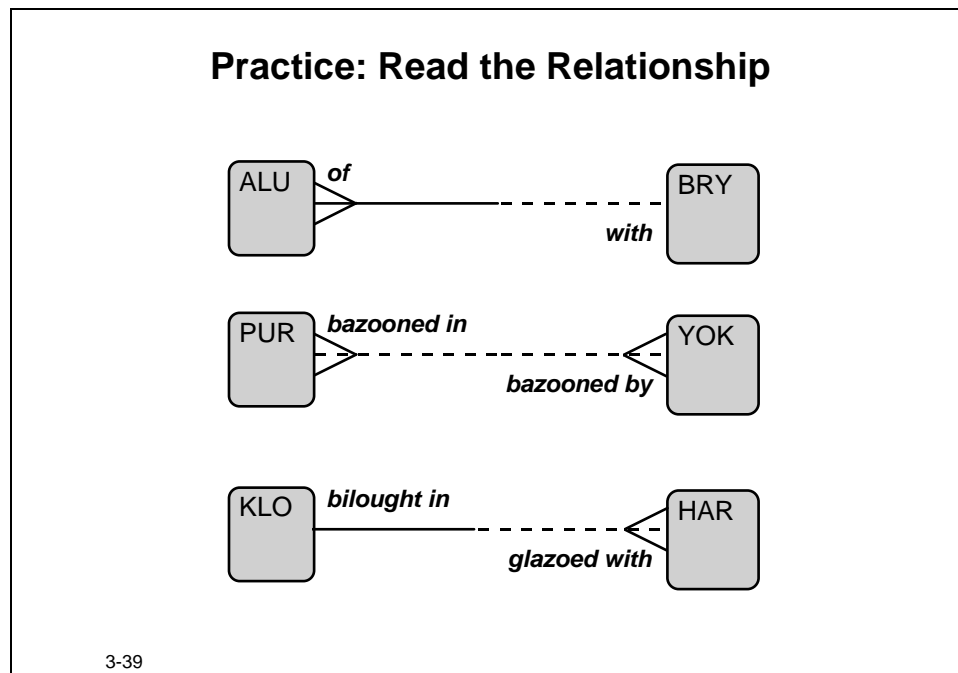 Practice: Read the Relationship
ALU
of
BRY
with
PUR
bazooned in
YOK
bazooned by
KLO
bilought in
HAR
glazoed with
3-39